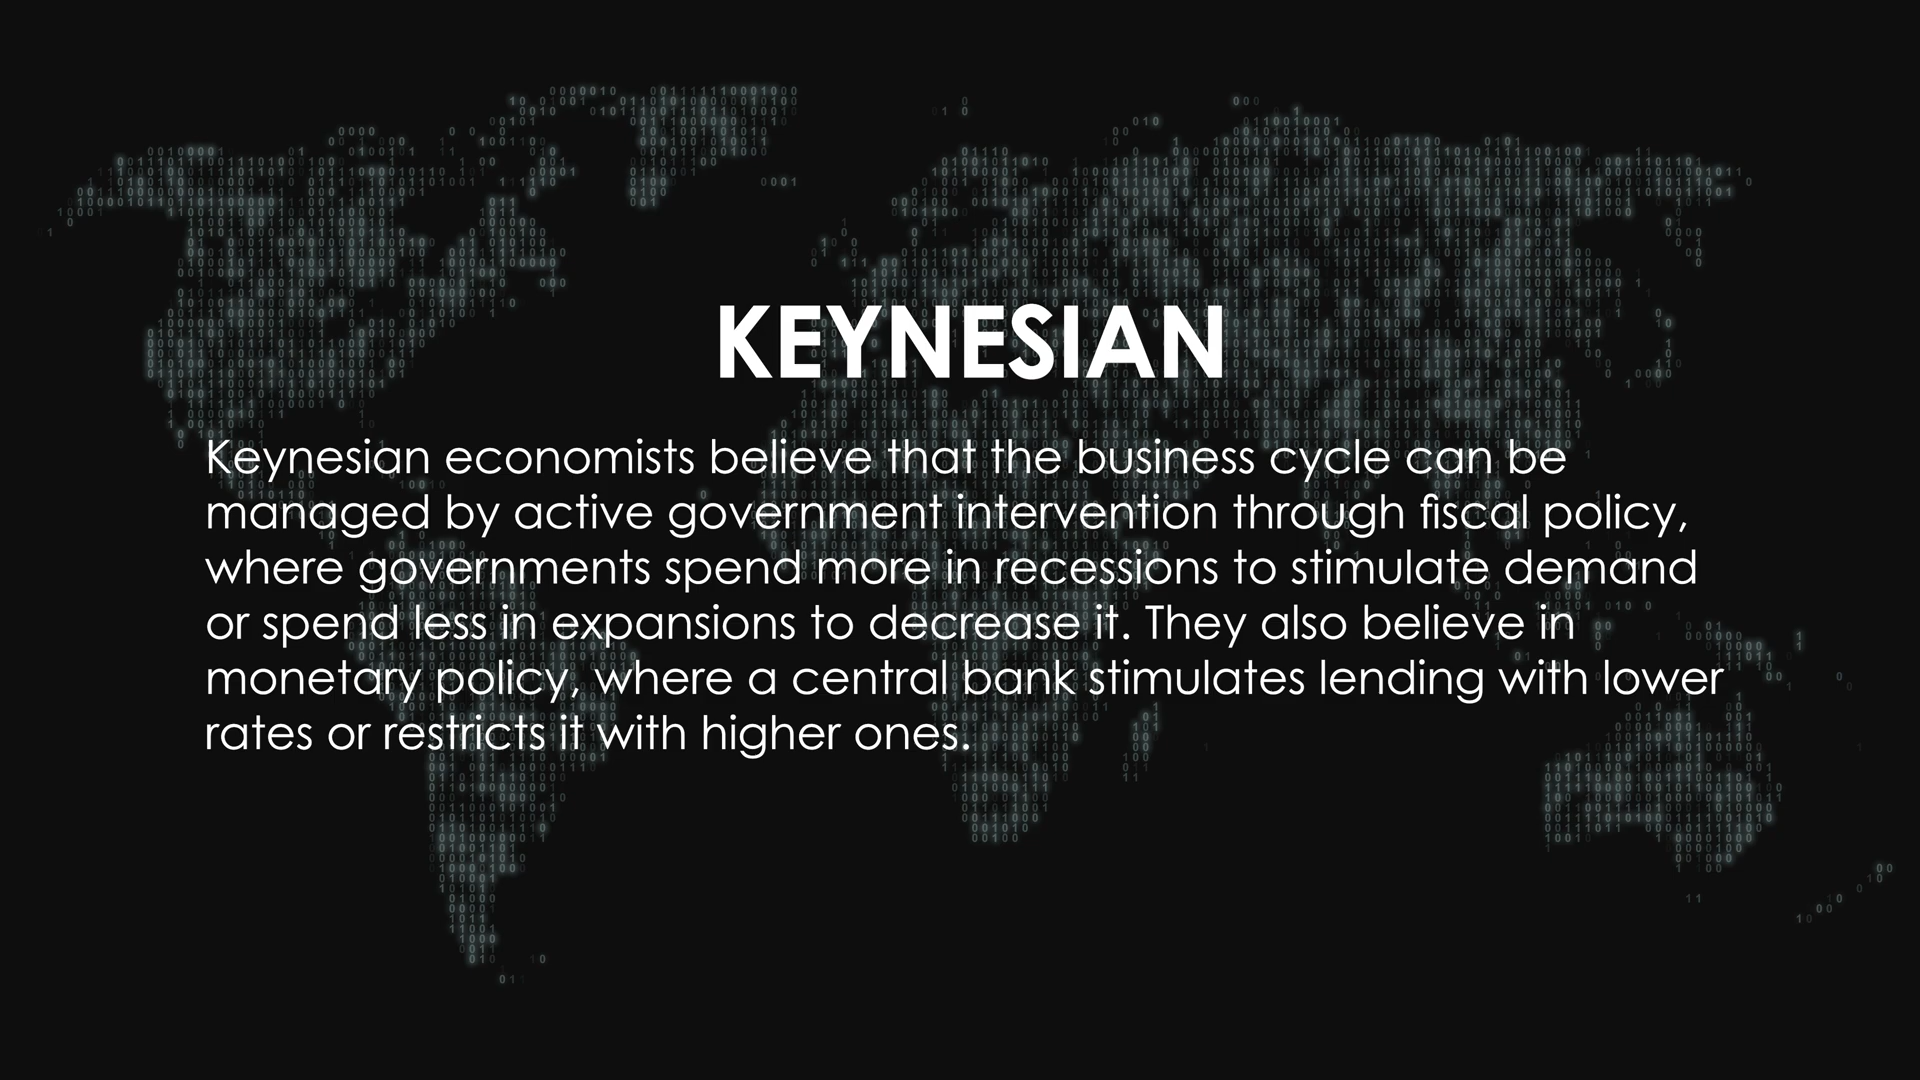 KEYNESIAN
Keynesian economists believe that the business cycle can be
managed by active government intervention through fiscal policy,
where governments spend more in recessions to stimulate demand
or spend less in expansions to decrease it. They also believe in
monetary policy, where a central bank stimulates lending with lower
rates or restricts it with higher ones.